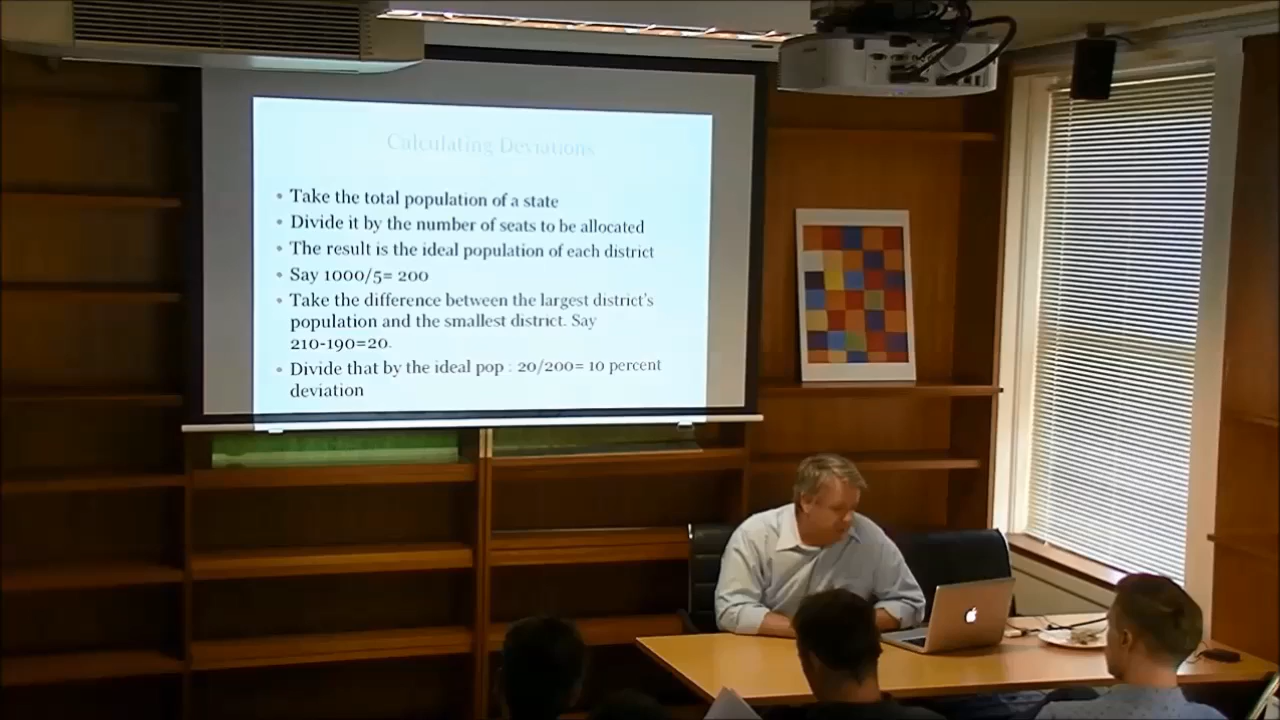 Calculating Deviations
• Take the total population of a state
• Divide it by the number of seats to be allocated
• The result is the ideal population of each district
• Say 1000/5= 200
• Take the difference between the largest district's
population and the smallest district. Say
210-190=20.
• Divide that by the ideal pop : 20/200= 10 percent
deviation